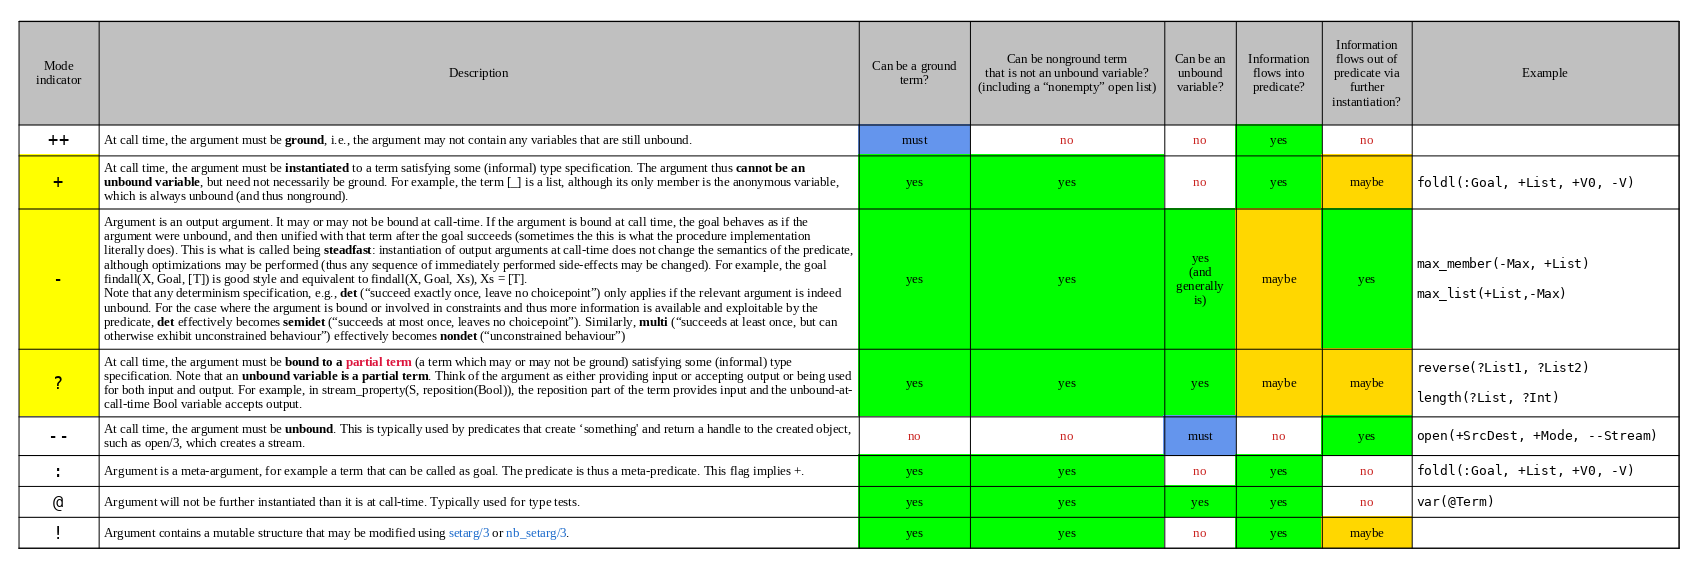 Mode
indicator
Description
Can be a ground
term?
Can be nonground term
that is not an unbound variable?
(including a “nonempty” open list)
Can be an
unbound
variable?
Information
flows into
predicate?
Information
flows out of
predicate via
further
instantiation?
Example
++
At call time, the argument must be ground, i.e., the argument may not contain any variables that are still unbound.
must
no
no
yes
no
+
At call time, the argument must be instantiated to a term satisfying some (informal) type specification. The argument thus cannot be an
unbound variable, but need not necessarily be ground. For example, the term [_] is a list, although its only member is the anonymous variable,
which is always unbound (and thus nonground).
yes
yes
no
yes
maybe
foldl(:Goal, +List, +V0, -V)
-
Argument is an output argument. It may or may not be bound at call-time. If the argument is bound at call time, the goal behaves as if the
argument were unbound, and then unified with that term after the goal succeeds (sometimes the this is what the procedure implementation
literally does). This is what is called being steadfast: instantiation of output arguments at call-time does not change the semantics of the predicate,
although optimizations may be performed (thus any sequence of immediately performed side-effects may be changed). For example, the goal
findall(X, Goal, [T]) is good style and equivalent to findall(X, Goal, Xs), Xs = [T].
Note that any determinism specification, e.g., det (“succeed exactly once, leave no choicepoint”) only applies if the relevant argument is indeed
unbound. For the case where the argument is bound or involved in constraints and thus more information is available and exploitable by the
predicate, det effectively becomes semidet (“succeeds at most once, leaves no choicepoint”). Similarly, multi (“succeeds at least once, but can
otherwise exhibit unconstrained behaviour”) effectively becomes nondet (“unconstrained behaviour”)
yes
yes
yes
(and
generally
is)
maybe
yes
max_member(-Max, +List)
max_list(+List,-Max)
?
At call time, the argument must be bound to a partial term (a term which may or may not be ground) satisfying some (informal) type
specification. Note that an unbound variable is a partial term. Think of the argument as either providing input or accepting output or being used
for both input and output. For example, in stream_property(S, reposition(Bool)), the reposition part of the term provides input and the unbound-at-
call-time Bool variable accepts output.
yes
yes
yes
maybe
maybe
reverse(?List1, ?List2)
length(?List, ?Int)
--
At call time, the argument must be unbound. This is typically used by predicates that create ‘something' and return a handle to the created object,
such as open/3, which creates a stream.
no
no
must
no
yes
open(+SrcDest, +Mode, --Stream)
:
Argument is a meta-argument, for example a term that can be called as goal. The predicate is thus a meta-predicate. This flag implies +.
yes
yes
no
yes
no
foldl(:Goal, +List, +V0, -V)
@
Argument will not be further instantiated than it is at call-time. Typically used for type tests.
yes
yes
yes
yes
no
var(@Term)
!
Argument contains a mutable structure that may be modified using setarg/3 or nb_setarg/3.
yes
yes
no
yes
maybe